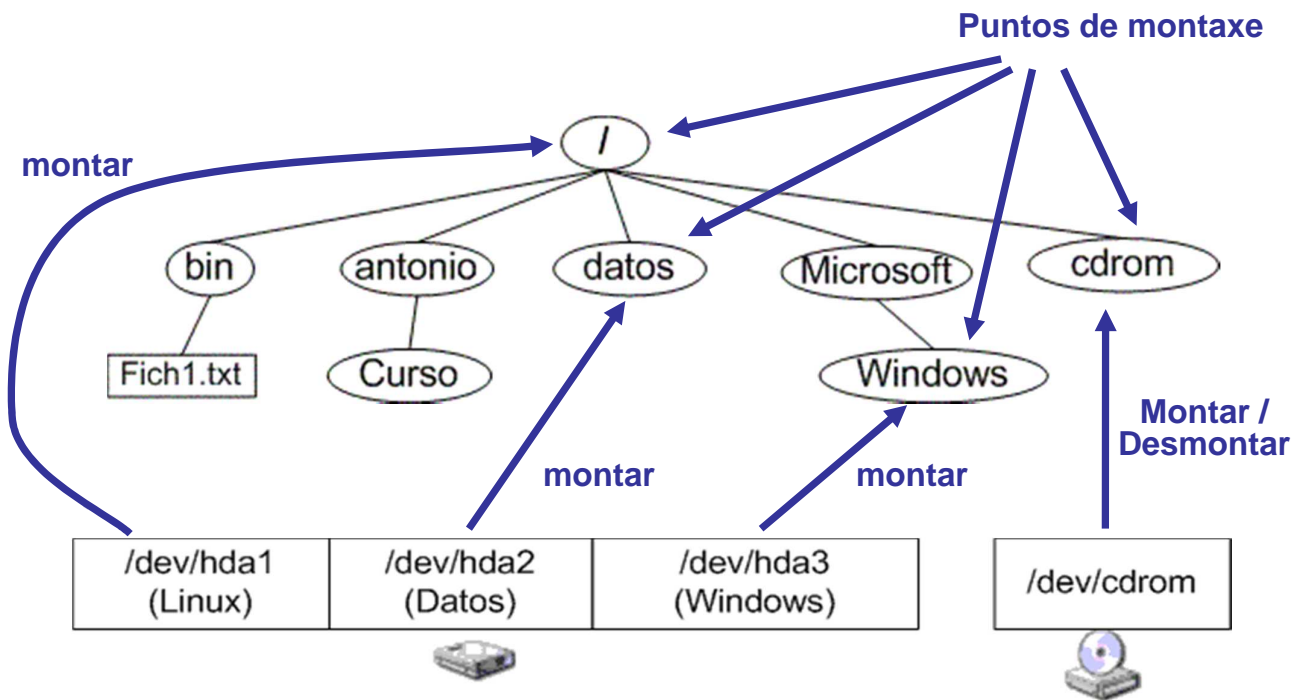 Puntos de montaxe
/
montar
bin
antonio
datos
Microsoft
cdrom
Fich1.txt
Curso
Windows
montar
montar
Montar /
Desmontar
/dev/hda1
(Linux)
/dev/hda2
(Datos)
/dev/hda3
(Windows)
/dev/cdrom